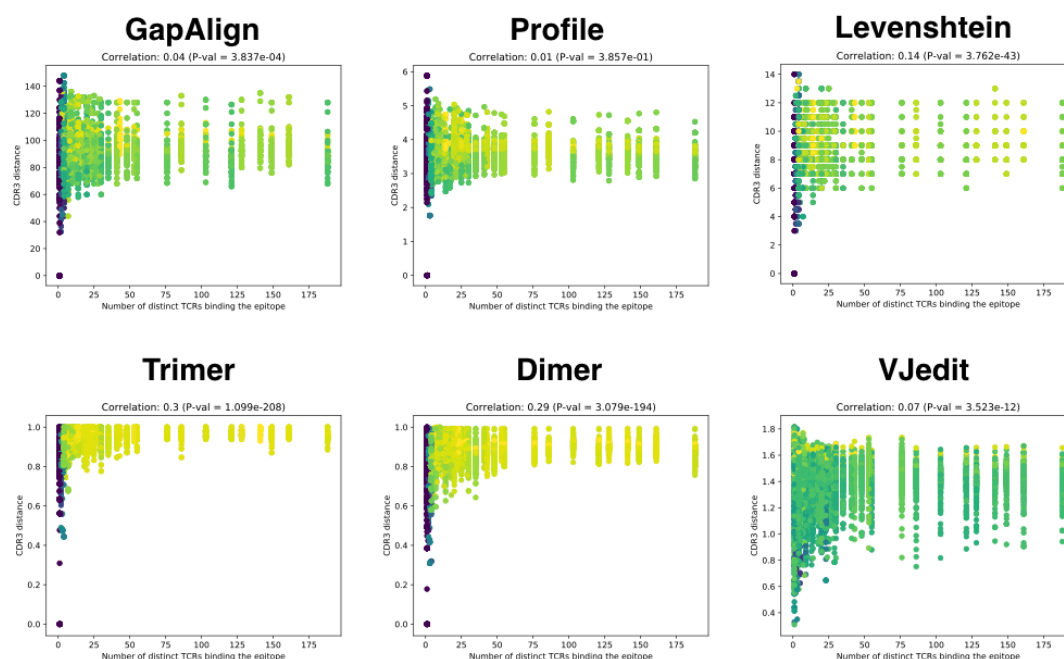 GapAlign
Profile
Levenshtein
Correlation: 0.04 (P-val = 3.837e-04)
Correlation: 0.01 (P-val = 3.857e-01)
Correlation: 0.14 (P-val = 3.762e-43)
CDR3 distance
140
120
100
80
60
40
20
0
0 25 50 75 100 125 150 175
Number of distinct TCRs binding the epitope
CDR3 distance
6
5
4
3
2
1
0
0 25 50 75 100 125 150 175
Number of distinct TCRs binding the epitope
CDR3 distance
14
12
10
8
6
4
2
0
0 25 50 75 100 125 150 175
Number of distinct TCRs binding the epitope
Trimer
Dimer
VJedit
Correlation: 0.3 (P-val = 1.099e-208)
Correlation: 0.29 (P-val = 3.079e-194)
Correlation: 0.07 (P-val = 3.523e-12)
CDR3 distance
1.0
0.8
0.6
0.4
0.2
0.0
0 25 50 75 100 125 150 175
Number of distinct TCRs binding the epitope
CDR3 distance
1.0
0.8
0.6
0.4
0.2
0.0
0 25 50 75 100 125 150 175
Number of distinct TCRs binding the epitope
CDR3 distance
1.8
1.6
1.4
1.2
1.0
0.8
0.6
0.4
0 25 50 75 100 125 150 175
Number of distinct TCRs binding the epitope